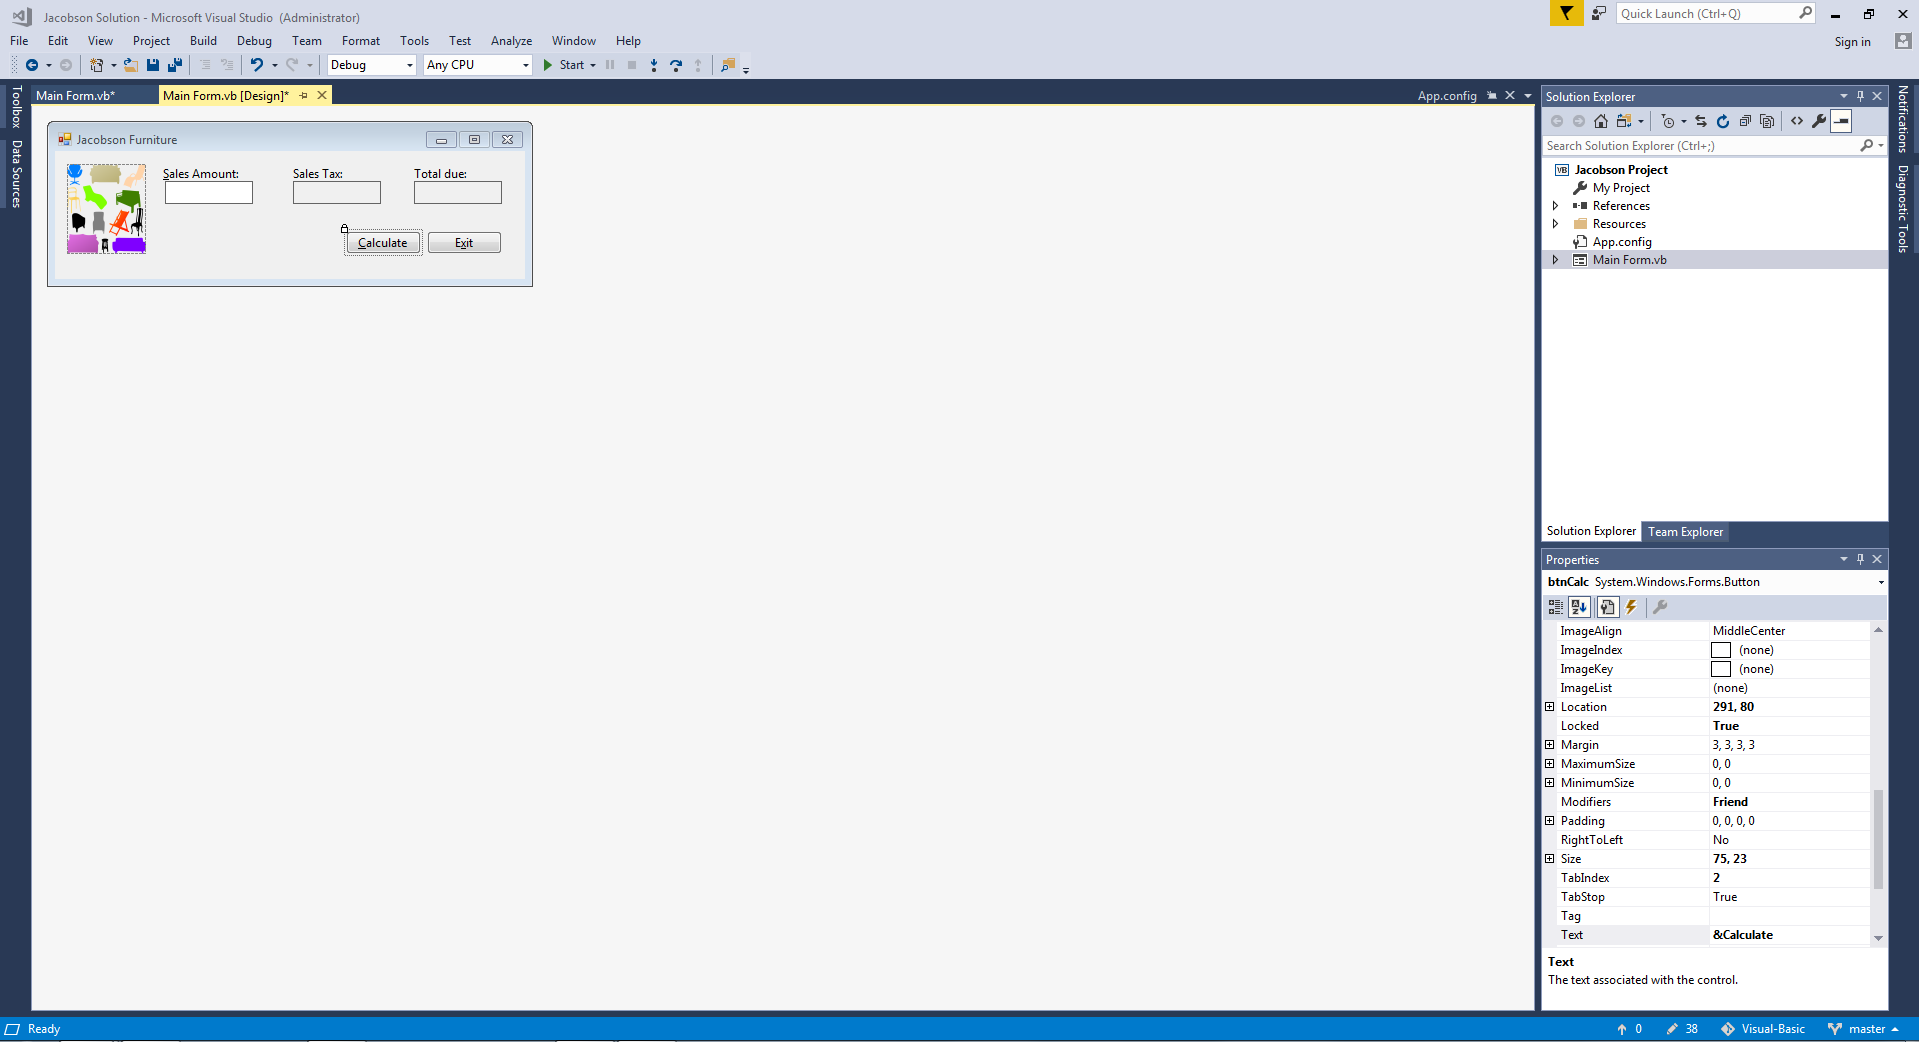 Jacobson Solution - Microsoft Visual Studio (Administrator)
Quick Launch (Ctrl+Q)
File Edit View Project Build Debug Team Format Tools Test Analyze Window Help
Sign in
Debug Any CPU Start
Toolbox
Data Sources
Main Form.vb* Main Form.vb [Design]* App.config
Jacobson Furniture
Sales Amount: Sales Tax: Total due:
Calculate Exit
Solution Explorer
Search Solution Explorer (Ctrl+;)
VB Jacobson Project
My Project
References
Resources
App.config
Main Form.vb
Solution Explorer Team Explorer
Notifications
Diagnostic Tools
Properties
btnCalc System.Windows.Forms.Button
ImageAlign MiddleCenter
ImageIndex (none)
ImageKey (none)
ImageList (none)
Location 291, 80
Locked True
Margin 3, 3, 3, 3
MaximumSize 0, 0
MinimumSize 0, 0
Modifiers Friend
Padding 0, 0, 0, 0
RightToLeft No
Size 75, 23
TabIndex 2
TabStop True
Tag
Text &Calculate
Text
The text associated with the control.
Ready 0 38 Visual-Basic master